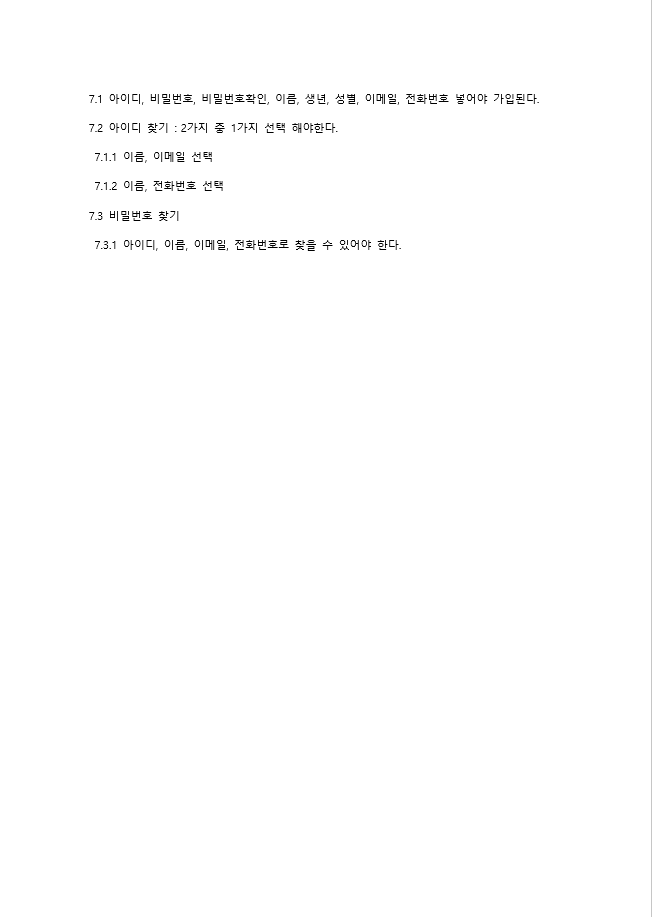 7.1 아이디, 비밀번호, 비밀번호확인, 이름, 생년, 성별, 이메일, 전화번호 넣어야 가입된다.
7.2 아이디 찾기 : 2가지 중 1가지 선택 해야한다.
7.1.1 이름, 이메일 선택
7.1.2 이름, 전화번호 선택
7.3 비밀번호 찾기
7.3.1 아이디, 이름, 이메일, 전화번호로 찾을 수 있어야 한다.